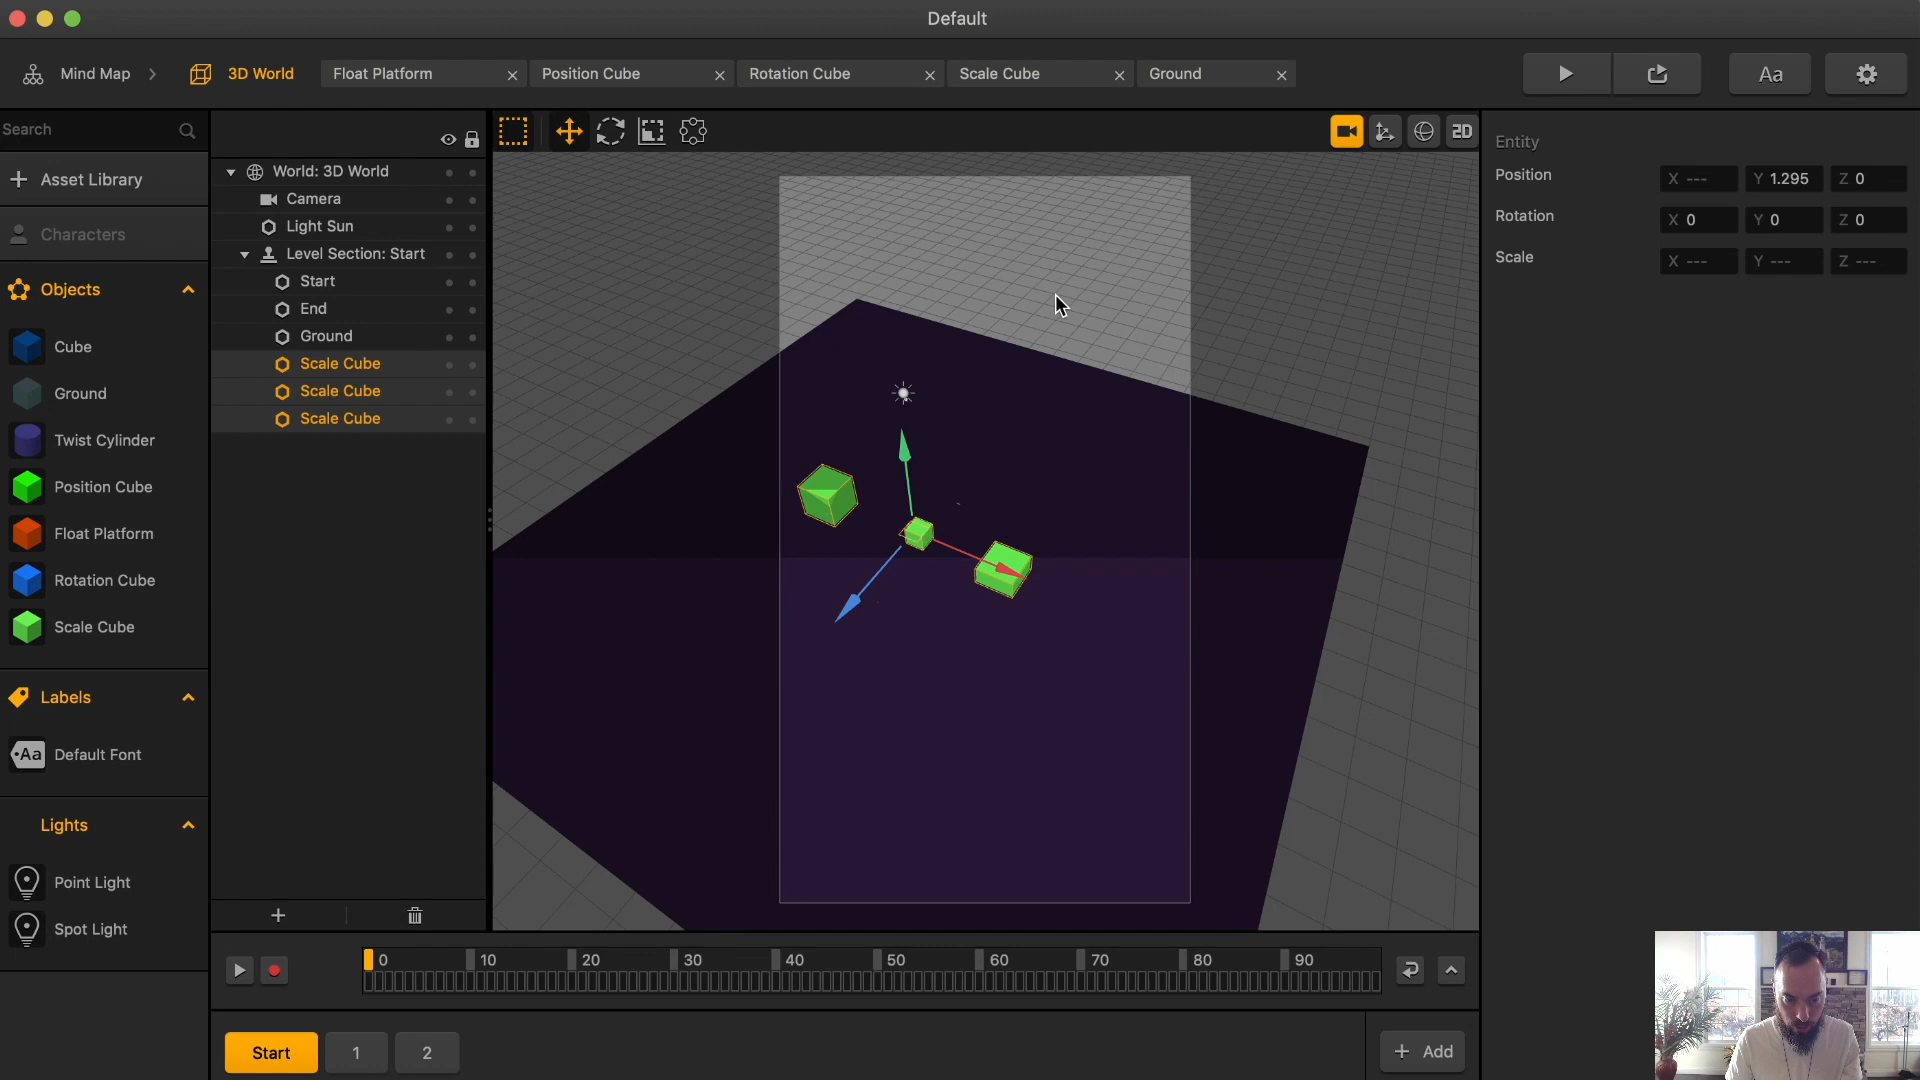 Default
Mind Map
3D World
Float Platform
Position Cube
Rotation Cube
Scale Cube
Ground
Aa
Search
Asset Library
Characters
Objects
Cube
Ground
Twist Cylinder
Position Cube
Float Platform
Rotation Cube
Scale Cube
Labels
Aa Default Font
Lights
Point Light
Spot Light
World: 3D World
Camera
Light Sun
Level Section: Start
Start
End
Ground
Scale Cube
Scale Cube
Scale Cube
2D
Entity
Position X --- Y 1.295 Z 0
Rotation X 0 Y 0 Z 0
Scale X --- Y --- Z ---
0 10 20 30 40 50 60 70 80 90
Start 1 2
+ Add